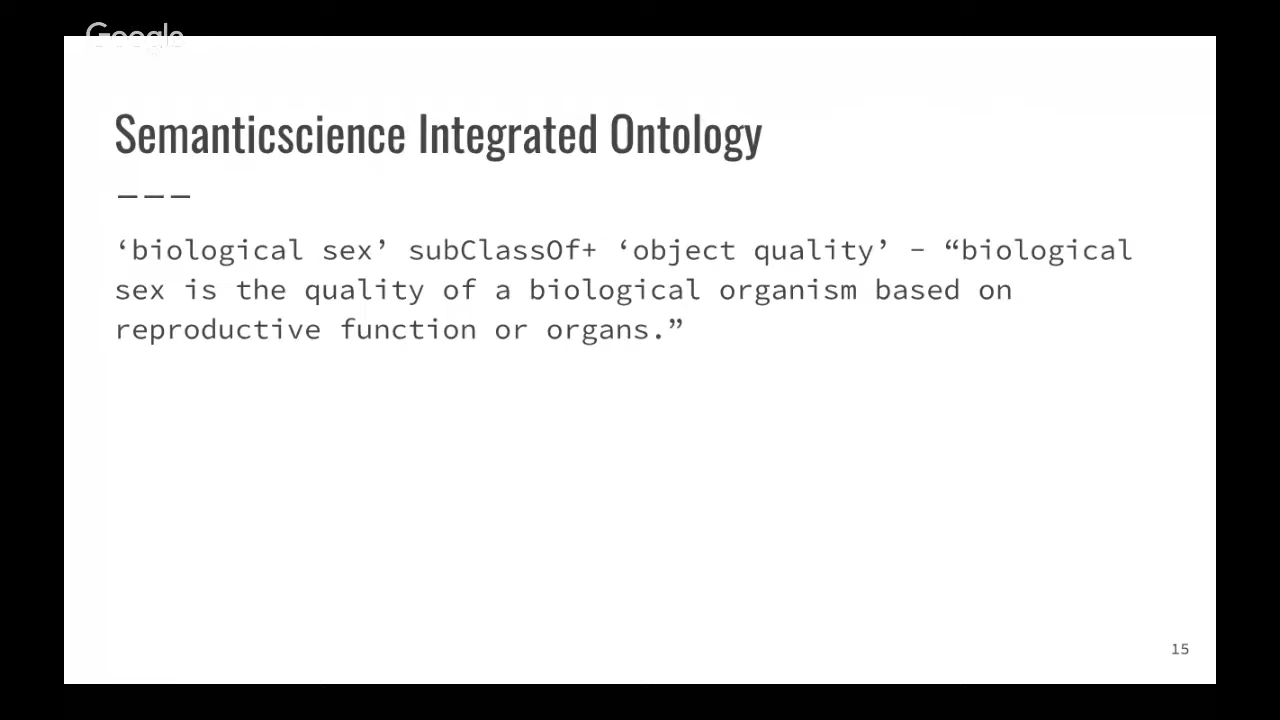 Google
Semanticscience Integrated Ontology
———
‘biological sex’ subClassOf+ ‘object quality’ – “biological
sex is the quality of a biological organism based on
reproductive function or organs.”
15